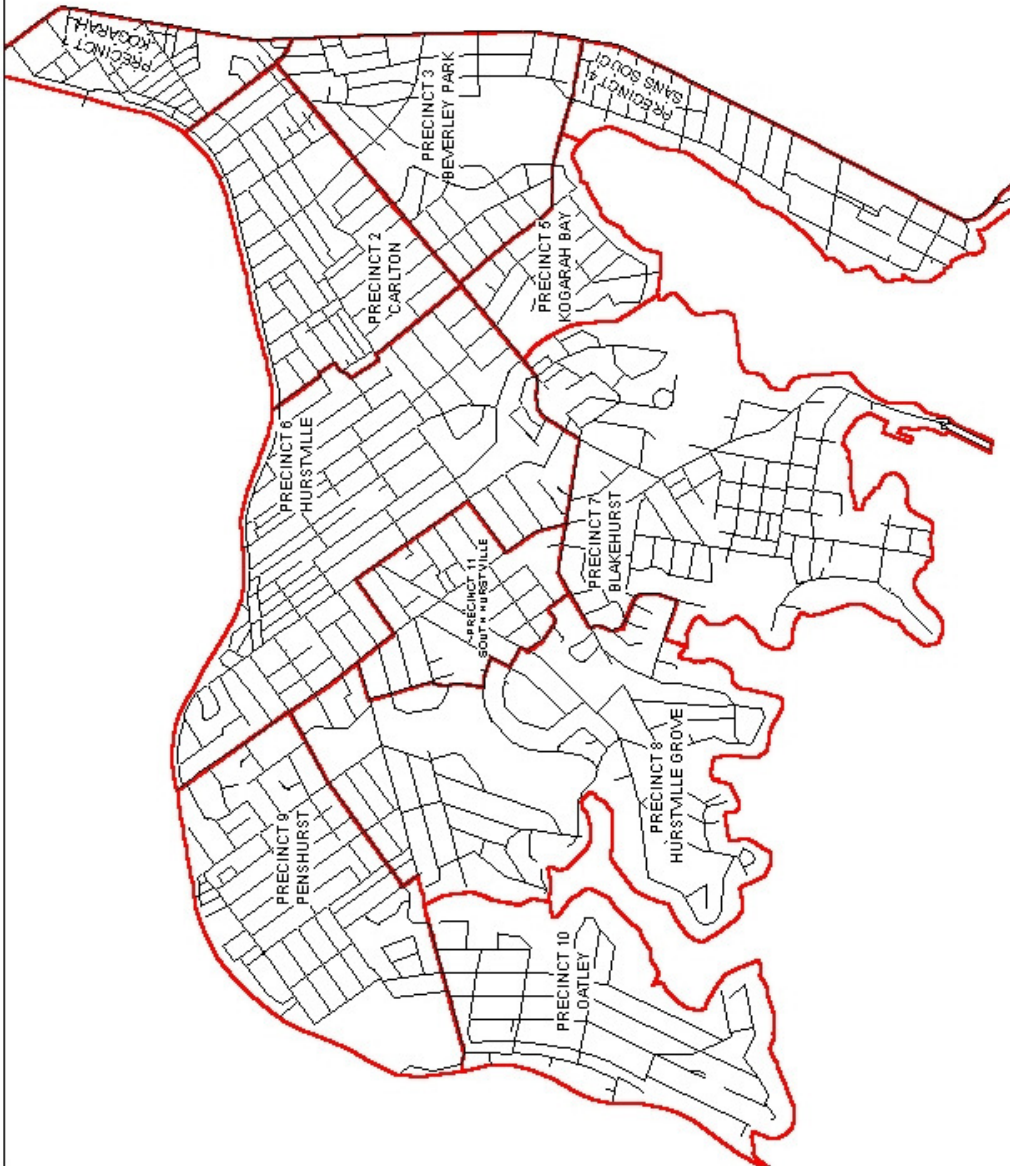 PRECINCT 1
KOGARAH
PRECINCT 2
CARLTON
PRECINCT 3
BEVERLEY PARK
PRECINCT 4
SANS SOUCI
PRECINCT 5
KOGARAH BAY
PRECINCT 6
HURSTVILLE
PRECINCT 7
BLAKEHURST
PRECINCT 8
HURSTVILLE GROVE
PRECINCT 9
PENSHURST
PRECINCT 10
OATLEY
PRECINCT 11
SOUTH HURSTVILLE